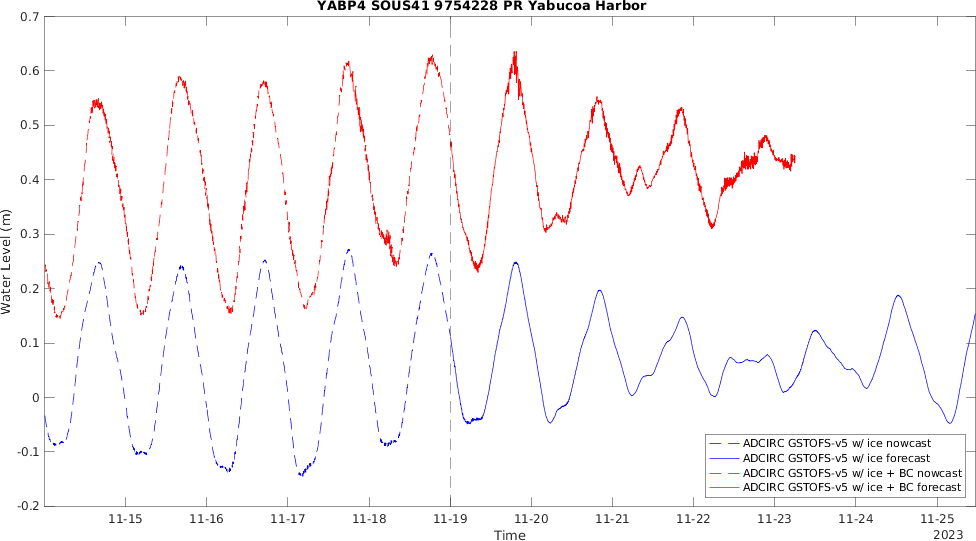 YABP4 SOUS41 9754228 PR Yabucoa Harbor
Water Level (m)
0.7
0.6
0.5
0.4
0.3
0.2
0.1
0
-0.1
-0.2
11-15 11-16 11-17 11-18 11-19 11-20 11-21 11-22 11-23 11-24 11-25
Time
2023
ADCIRC GSTOFS-v5 w/ ice nowcast
ADCIRC GSTOFS-v5 w/ ice forecast
ADCIRC GSTOFS-v5 w/ ice + BC nowcast
ADCIRC GSTOFS-v5 w/ ice + BC forecast